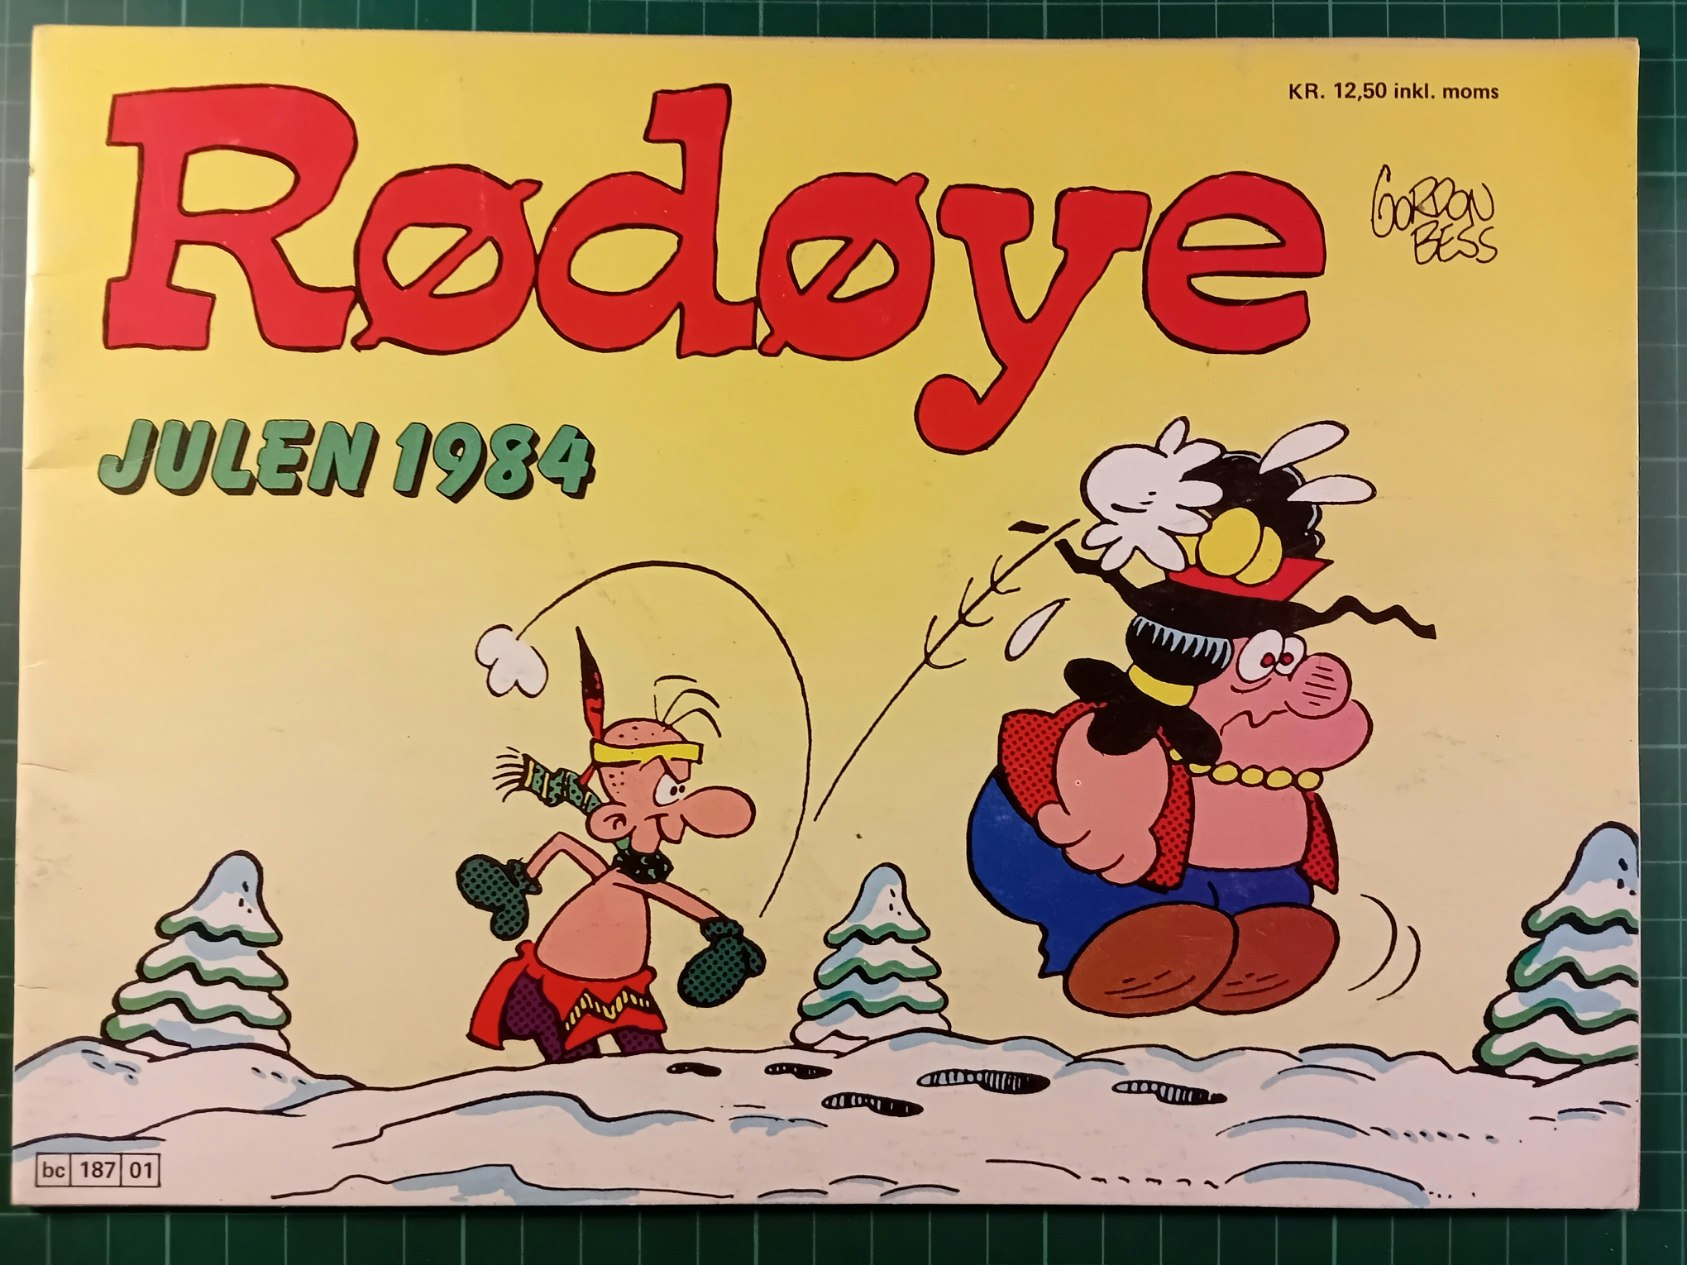 KR. 12,50 inkl. moms
Rødøye
GORDON
BESS
JULEN 1984
bc 187 01